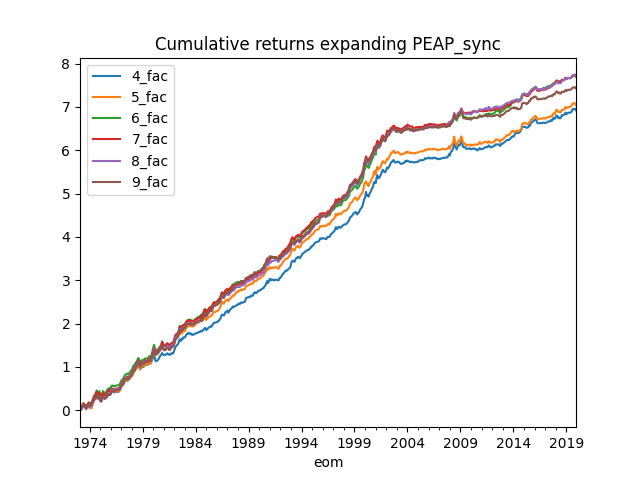 Cumulative returns expanding PEAP_sync
8
7
6
5
4
3
2
1
0
4_fac
5_fac
6_fac
7_fac
8_fac
9_fac
1974 1979 1984 1989 1994 1999 2004 2009 2014 2019
eom